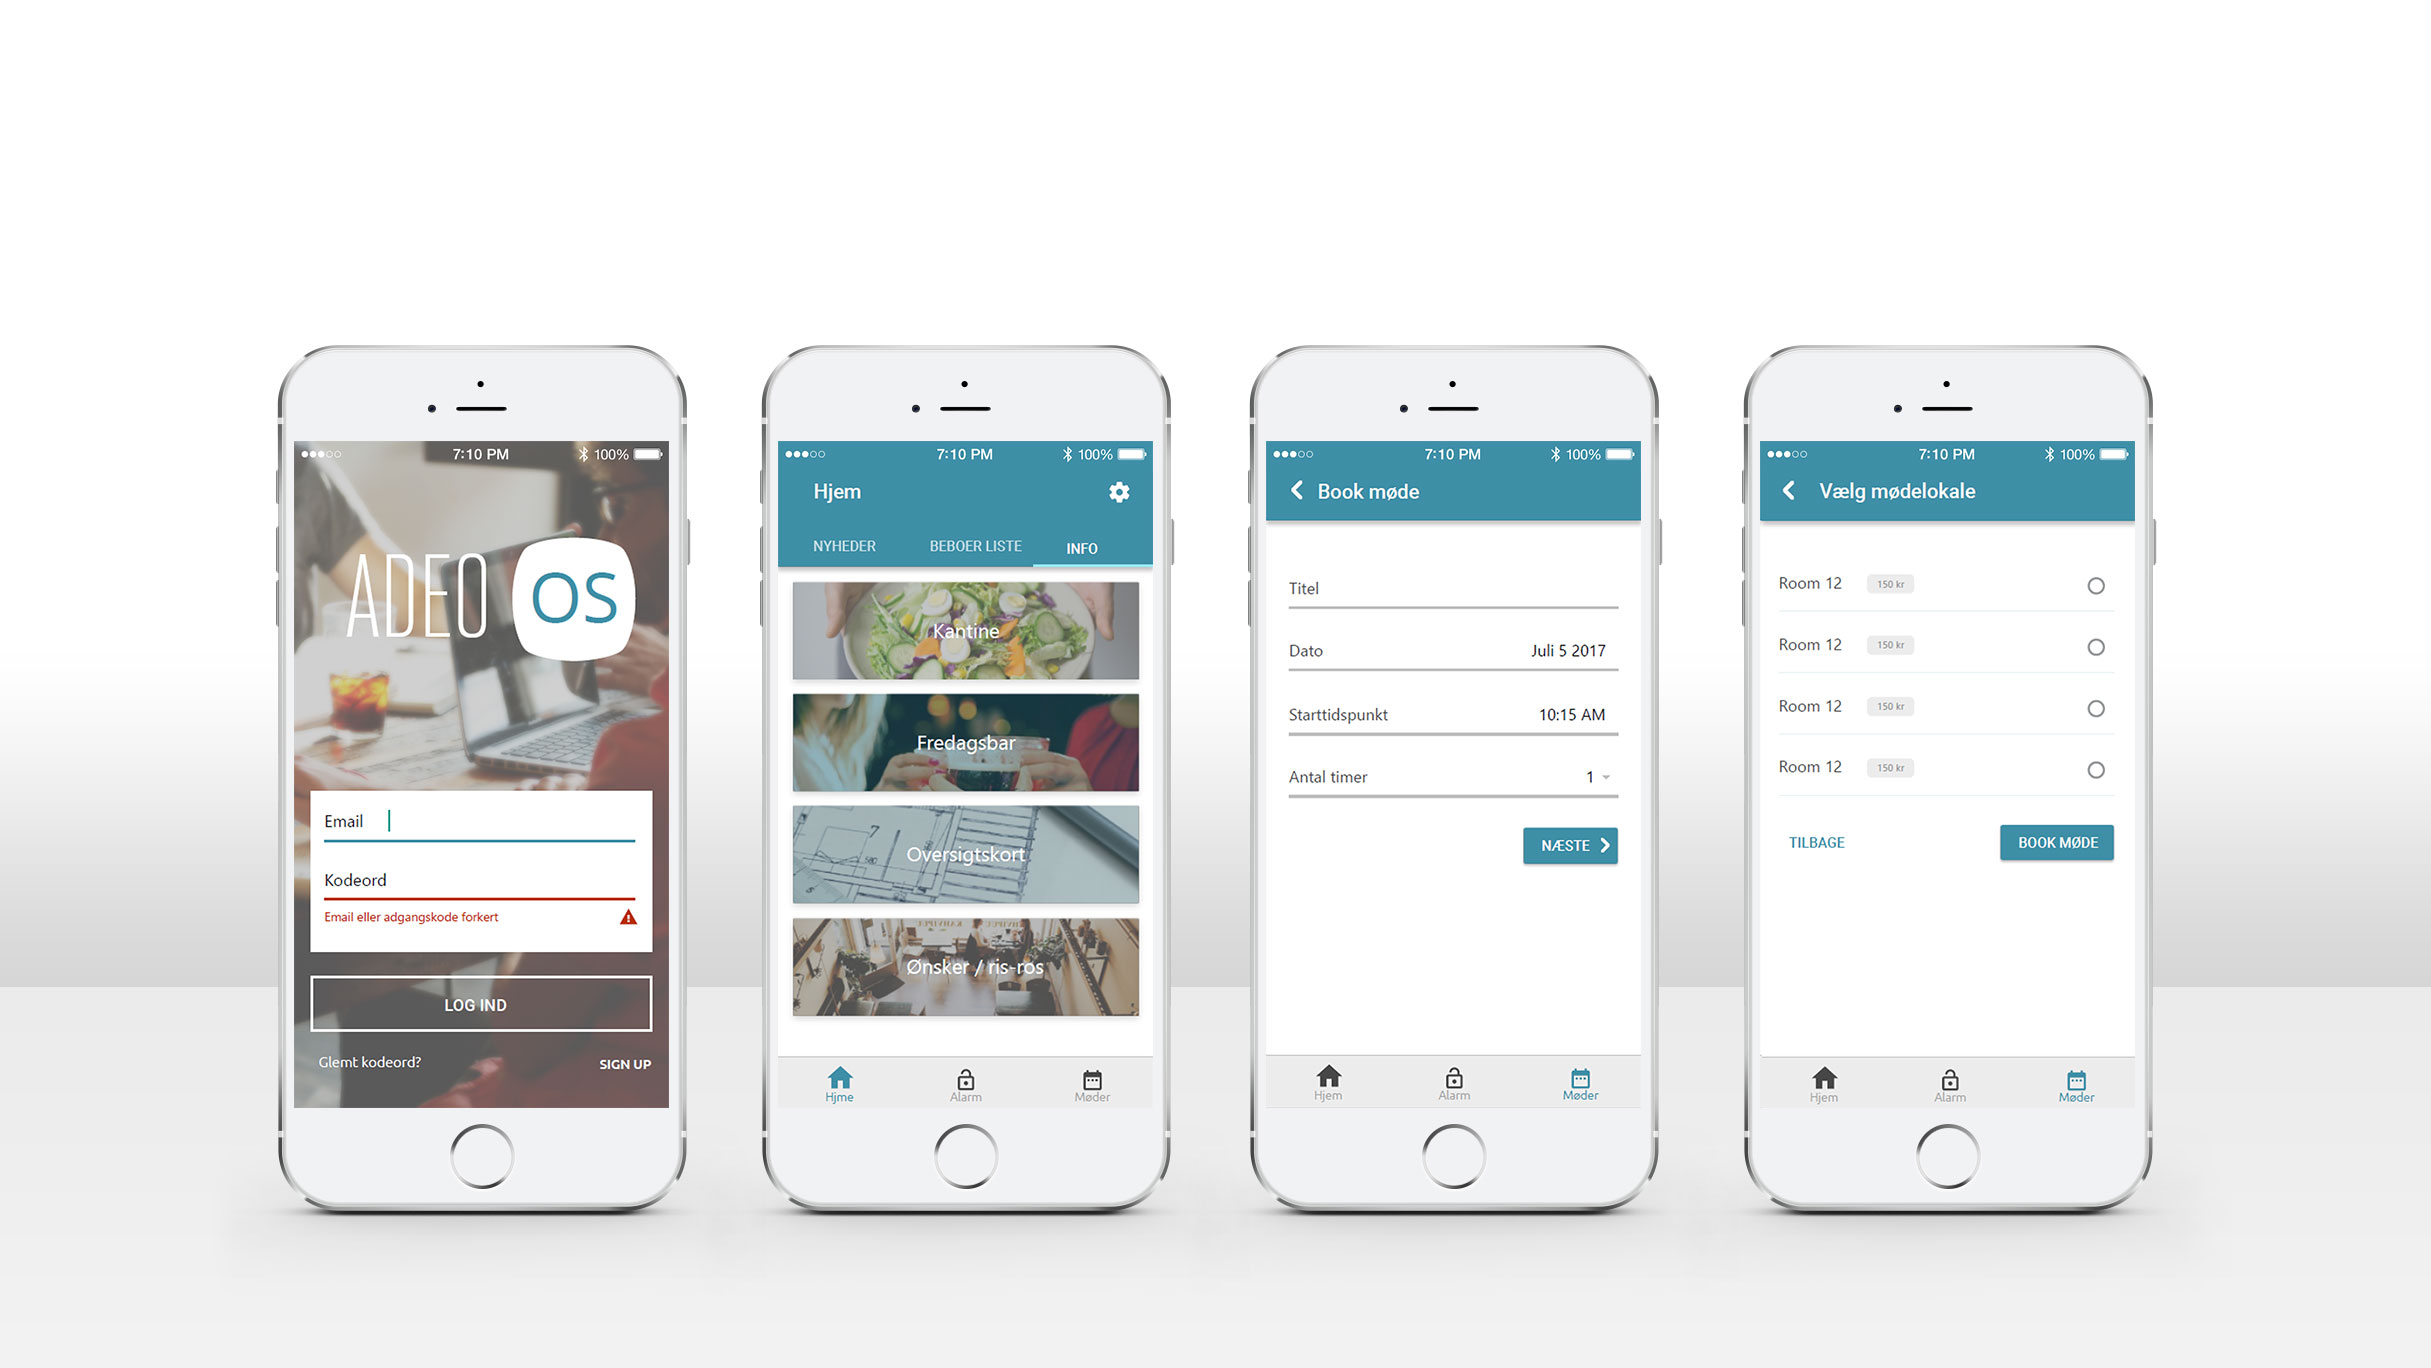 7:10 PM 100%
ADEO OS
Email
Kodeord
Email eller adgangskode forkert
LOG IND
Glemt kodeord? SIGN UP
7:10 PM 100%
Hjem
NYHEDER BEBOER LISTE INFO
Kantine
Fredagsbar
Oversigtskort
Ønsker / ris-ros
Hjme Alarm Møder
7:10 PM 100%
Book møde
Titel
Dato Juli 5 2017
Starttidspunkt 10:15 AM
Antal timer 1
NÆSTE
Hjem Alarm Møder
7:10 PM 100%
Vælg mødelokale
Room 12 150 kr
Room 12 150 kr
Room 12 150 kr
Room 12 150 kr
TILBAGE BOOK MØDE
Hjem Alarm Møder